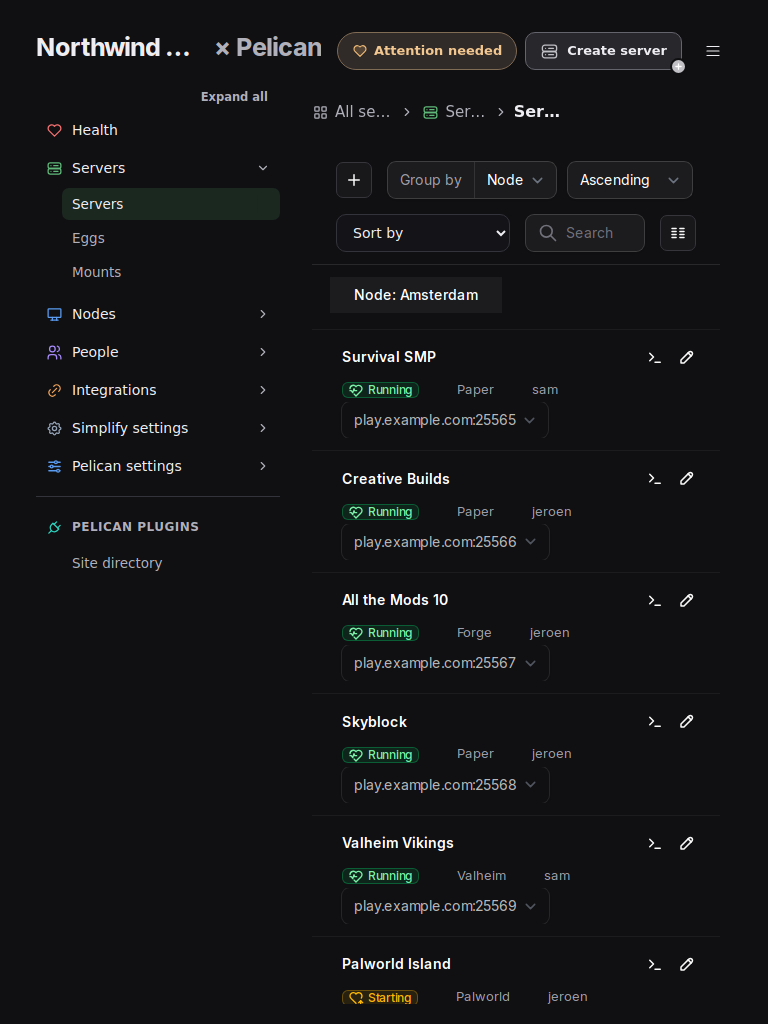 Northwind ... × Pelican
Attention needed
Create server
Expand all
Health
Servers
Servers
Eggs
Mounts
Nodes
People
Integrations
Simplify settings
Pelican settings
PELICAN PLUGINS
Site directory
All se... > Ser... > Ser...
Group by Node
Ascending
Sort by
Search
Node: Amsterdam
Survival SMP
Running Paper sam
play.example.com:25565
Creative Builds
Running Paper jeroen
play.example.com:25566
All the Mods 10
Running Forge jeroen
play.example.com:25567
Skyblock
Running Paper jeroen
play.example.com:25568
Valheim Vikings
Running Valheim sam
play.example.com:25569
Palworld Island
Starting Palworld jeroen